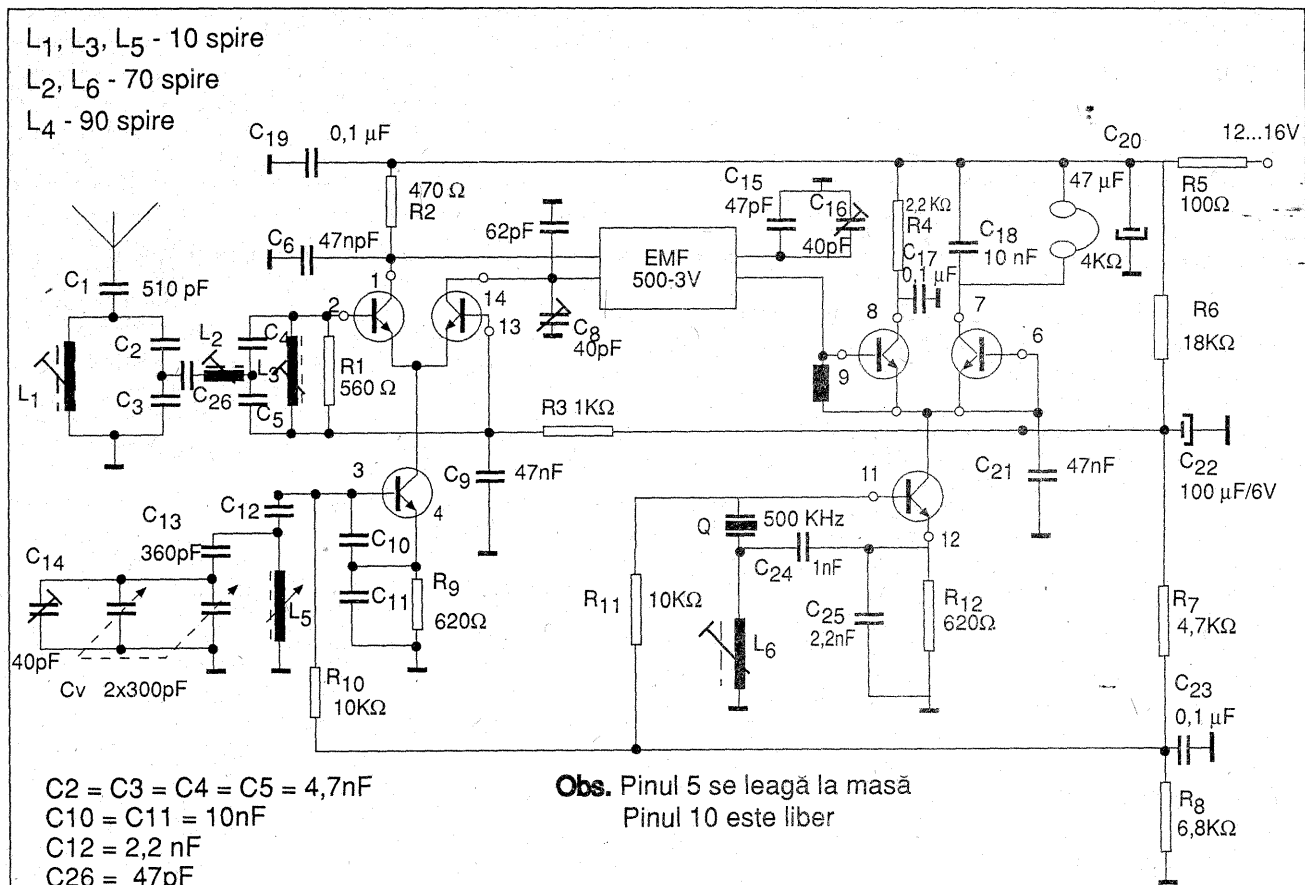 L1, L3, L5 - 10 spire
L2, L6 - 70 spire
L4 - 90 spire
C19
0,1 µF
470 Ω
R2
C6
47npF
62pF
C15
47pF
C16
40pF
2,2 KΩ
R4
C17
0,1 µF
C18
10 nF
47 µF
4KΩ
C20
12...16V
R5
100Ω
EMF
500-3V
C1
510 pF
1
14
2
13
C8
40pF
8
7
6
9
R6
18KΩ
L1
C2
C3
L2
C26
C4
L3
C5
R1
560 Ω
R3 1KΩ
C9
47nF
C21
47nF
C22
100 µF/6V
3
4
11
12
C12
C13
360pF
C14
40pF
Cv 2x300pF
L5
C10
C11
R9
620Ω
R10
10KΩ
R11
10KΩ
Q
500 KHz
C24
1nF
C25
2,2nF
L6
R12
620Ω
R7
4,7KΩ
C23
0,1 µF
R8
6,8KΩ
C2 = C3 = C4 = C5 = 4,7nF
C10 = C11 = 10nF
C12 = 2,2 nF
C26 = 47pF
Obs. Pinul 5 se leagă la masă
Pinul 10 este liber